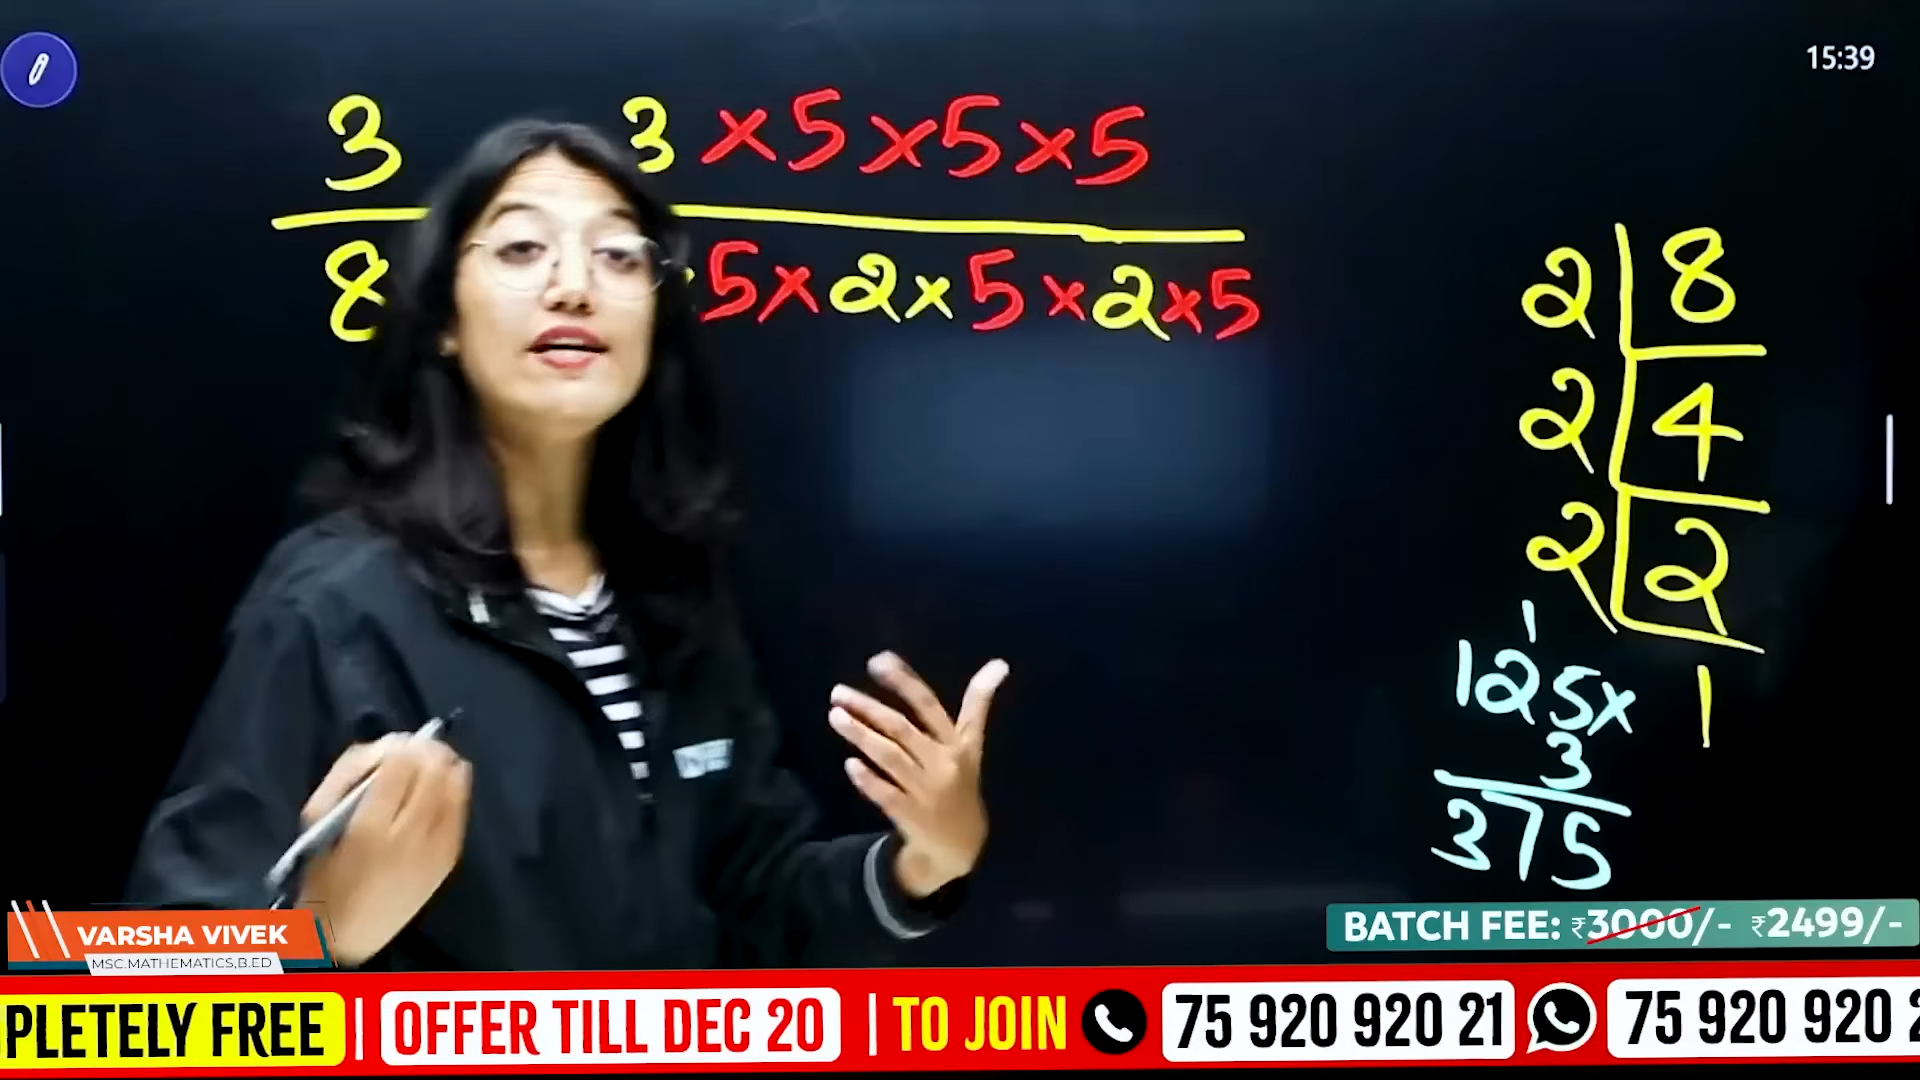 15:39
3 3 ×5×5×5
8 5×2×5×2×5
2 8
2 4
2 2
1
1
125×
3
375
VARSHA VIVEK
MSC.MATHEMATICS,B.ED
BATCH FEE: ₹3000/- ₹2499/-
PLETELY FREE | OFFER TILL DEC 20 | TO JOIN 75 920 920 21 75 920 920 2